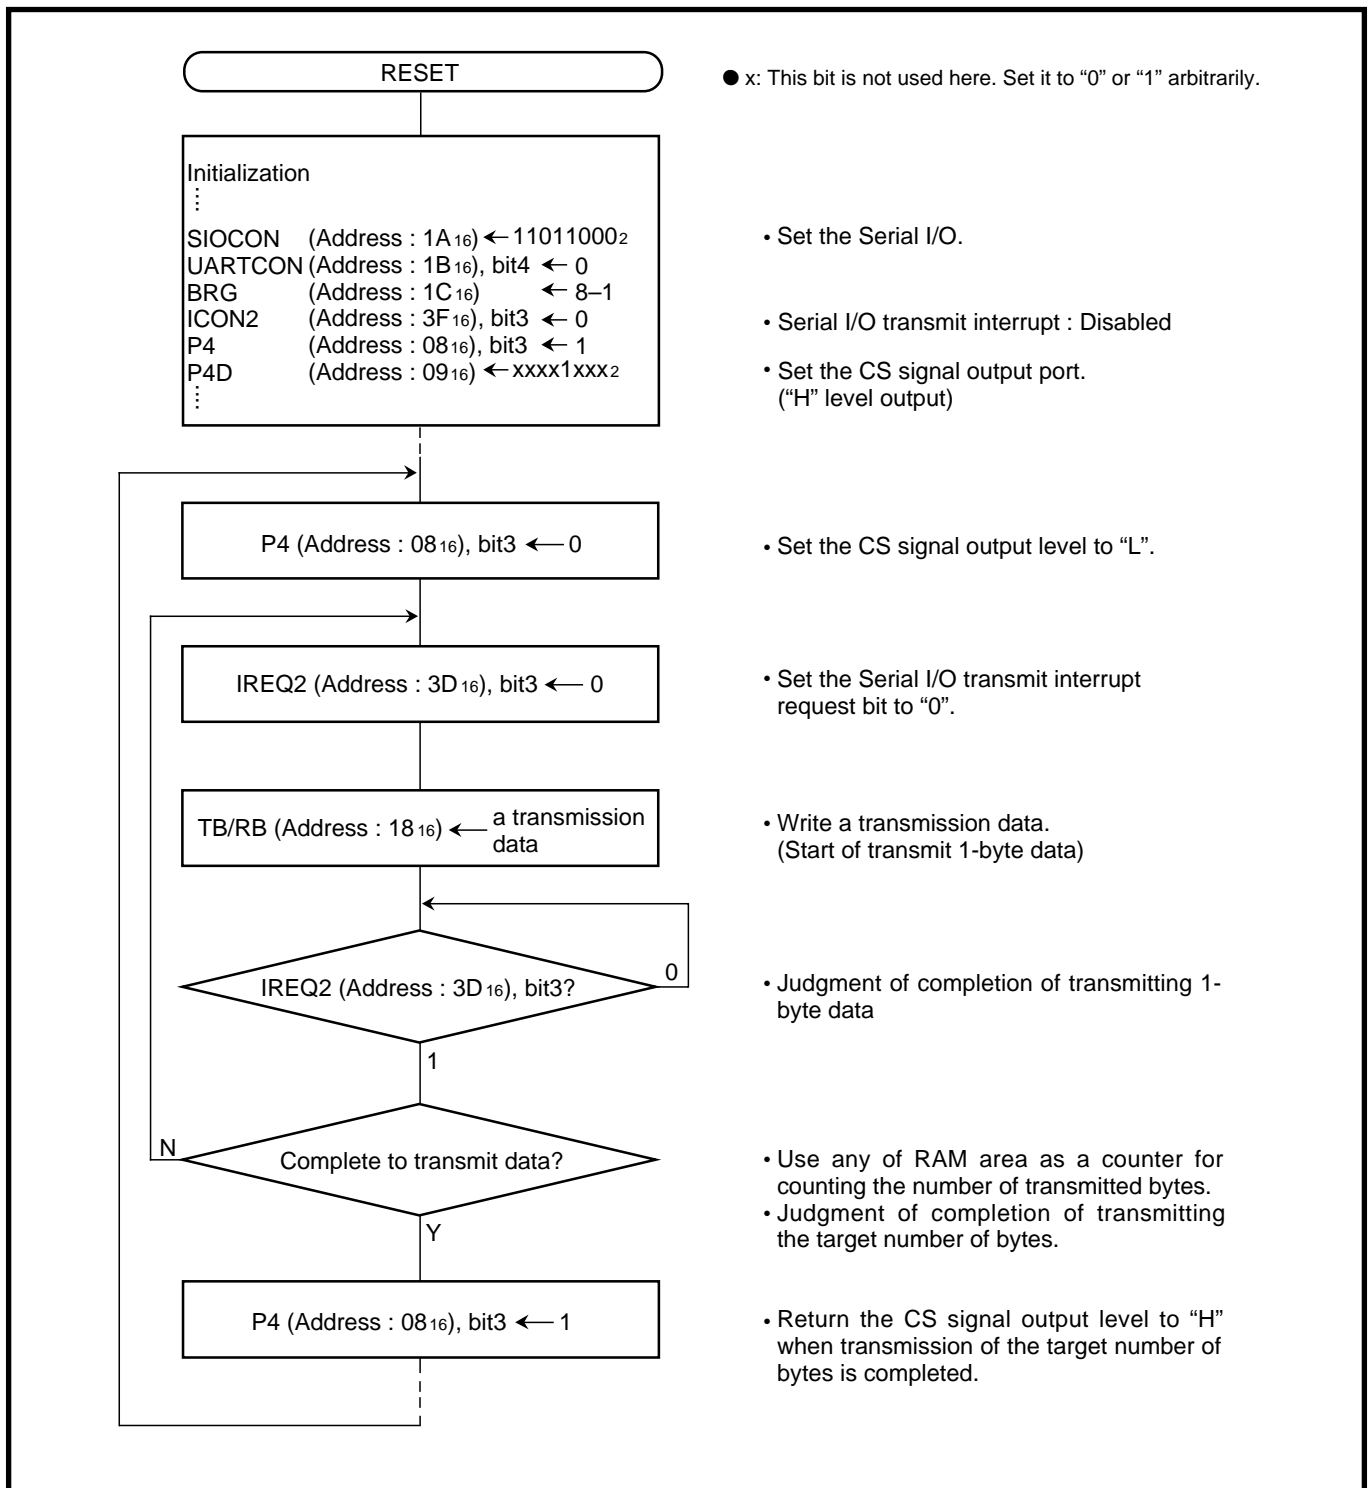 RESET
● x: This bit is not used here. Set it to “0” or “1” arbitrarily.
Initialization
SIOCON (Address : 1A16) ← 110110002
UARTCON (Address : 1B16), bit4 ← 0
BRG (Address : 1C16) ← 8–1
ICON2 (Address : 3F16), bit3 ← 0
P4 (Address : 0816), bit3 ← 1
P4D (Address : 0916) ← xxxx1xxx2
• Set the Serial I/O.
• Serial I/O transmit interrupt : Disabled
• Set the CS signal output port.
(“H” level output)
P4 (Address : 0816), bit3 ← 0
• Set the CS signal output level to “L”.
IREQ2 (Address : 3D16), bit3 ← 0
• Set the Serial I/O transmit interrupt
request bit to “0”.
TB/RB (Address : 1816) ← a transmission
data
• Write a transmission data.
(Start of transmit 1-byte data)
IREQ2 (Address : 3D16), bit3?
0
1
• Judgment of completion of transmitting 1-
byte data
N
Complete to transmit data?
Y
• Use any of RAM area as a counter for
counting the number of transmitted bytes.
• Judgment of completion of transmitting
the target number of bytes.
P4 (Address : 0816), bit3 ← 1
• Return the CS signal output level to “H”
when transmission of the target number of
bytes is completed.